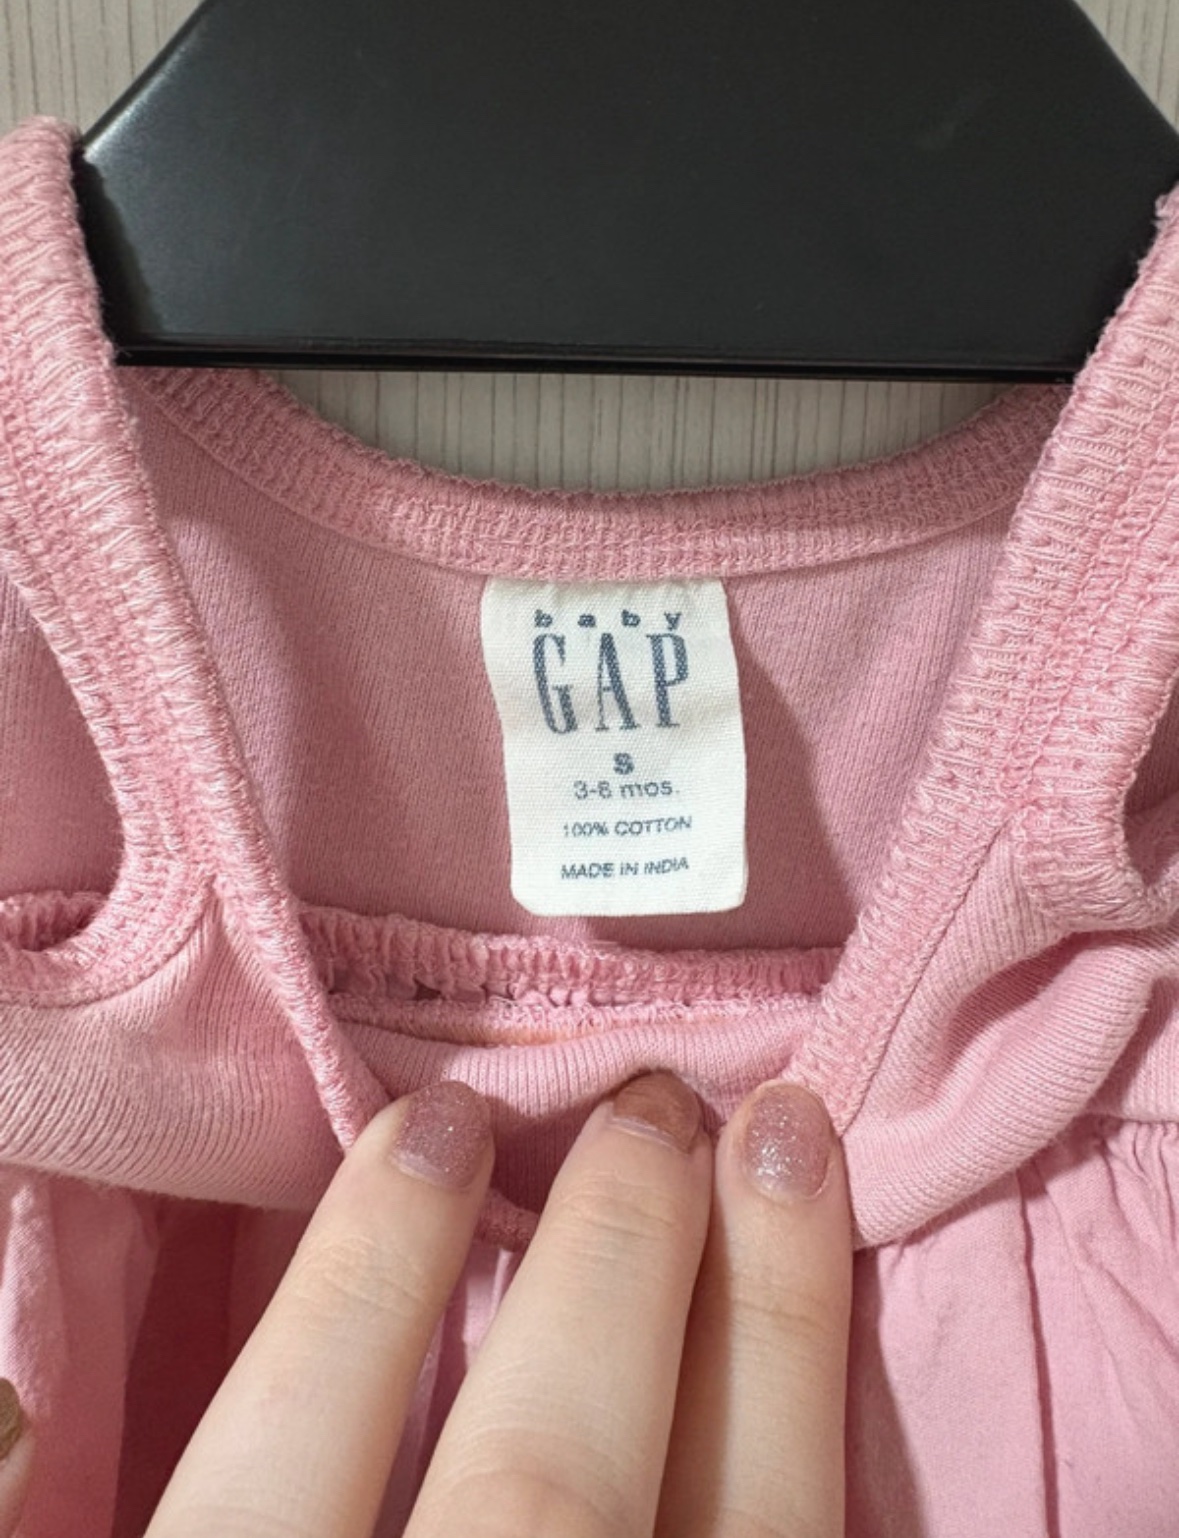 baby
GAP
S
3-6 mos.
100% COTTON
MADE IN INDIA